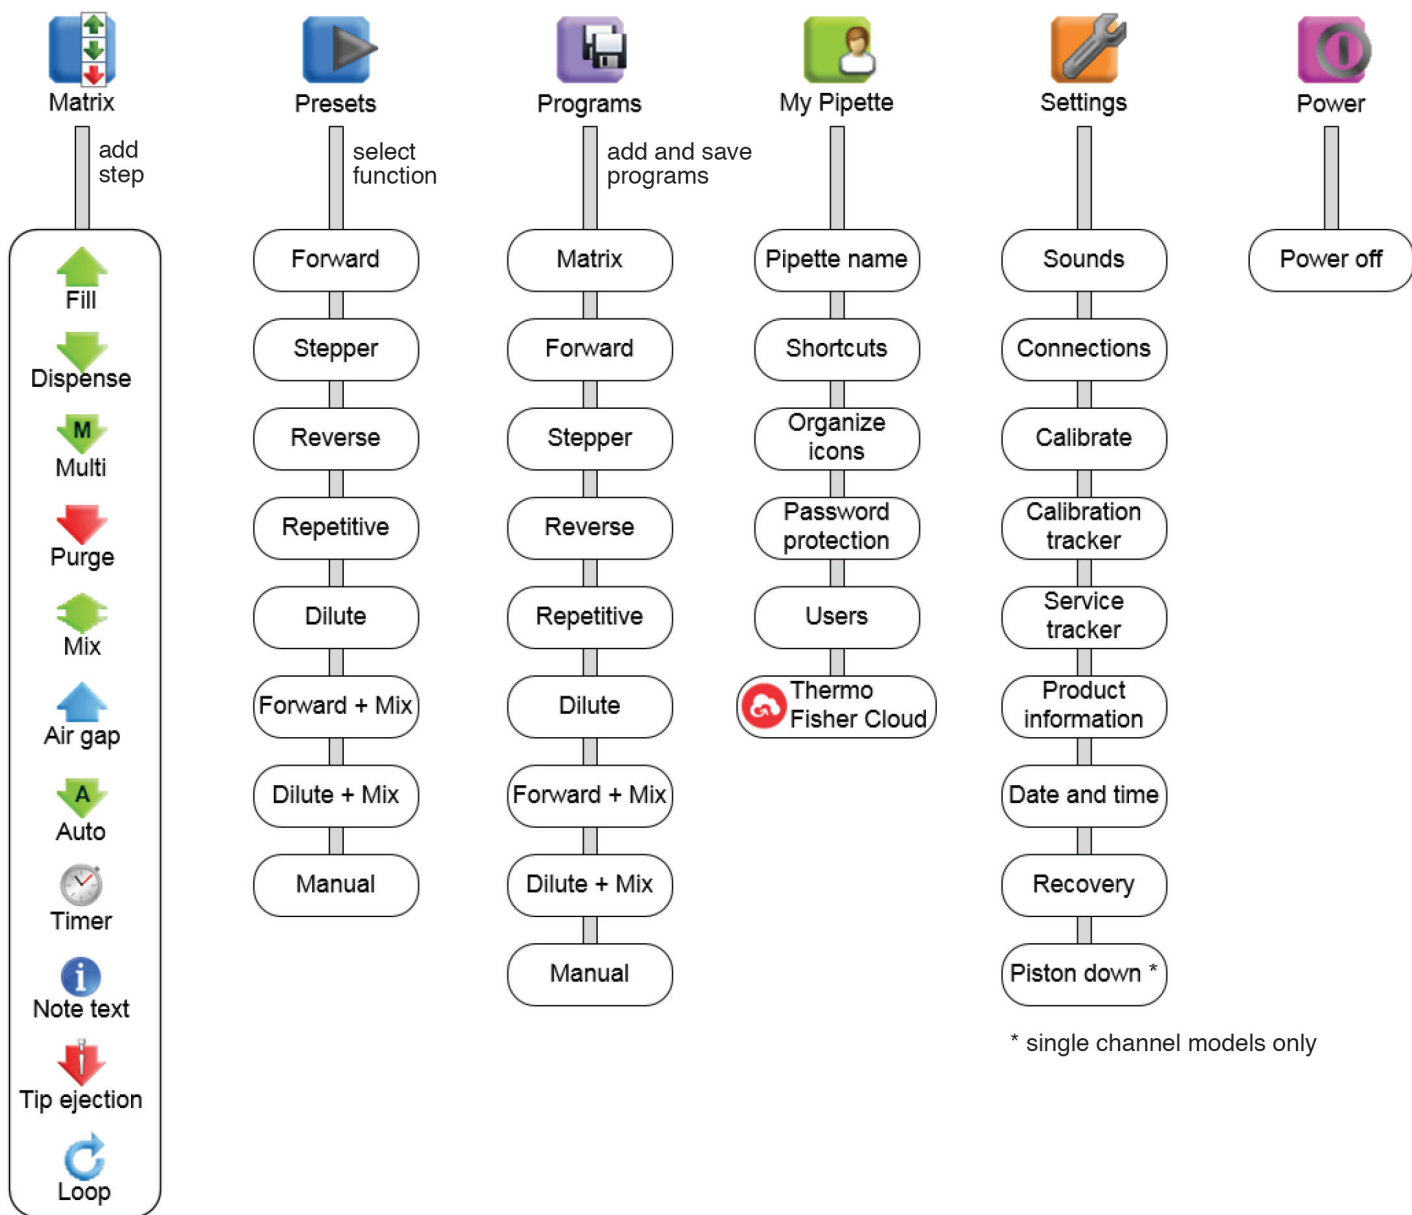 Matrix
add
step
Fill
Dispense
M
Multi
Purge
Mix
Air gap
A
Auto
Timer
i
Note text
Tip ejection
Loop
Presets
select
function
Forward
Stepper
Reverse
Repetitive
Dilute
Forward + Mix
Dilute + Mix
Manual
Programs
add and save
programs
Matrix
Forward
Stepper
Reverse
Repetitive
Dilute
Forward + Mix
Dilute + Mix
Manual
My Pipette
Pipette name
Shortcuts
Organize
icons
Password
protection
Users
Thermo
Fisher Cloud
Settings
Sounds
Connections
Calibrate
Calibration
tracker
Service
tracker
Product
information
Date and time
Recovery
Piston down *
* single channel models only
Power
Power off